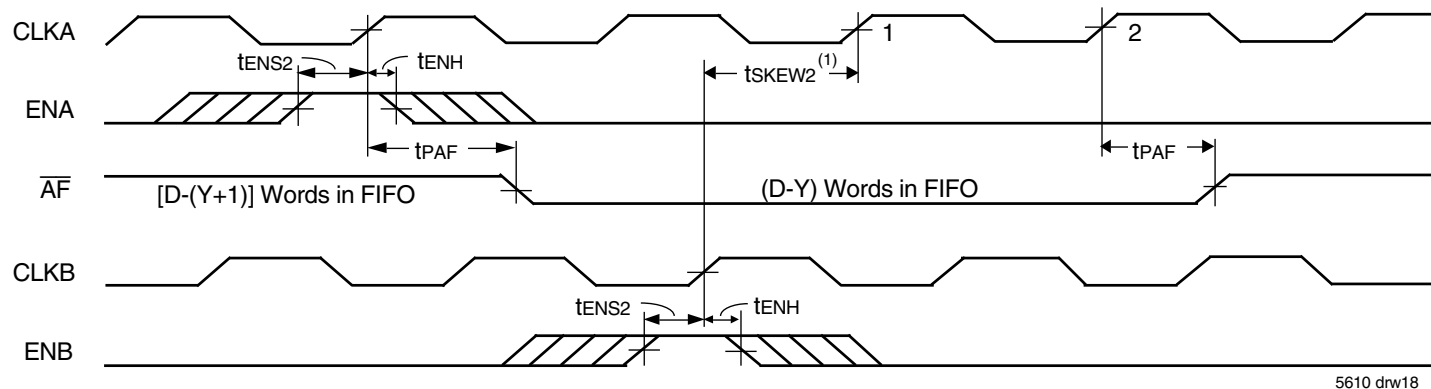 CLKA
1
2
tENS2
tENH
tSKEW2(1)
ENA
tPAF
tPAF
AF
[D-(Y+1)] Words in FIFO
(D-Y) Words in FIFO
CLKB
tENS2
tENH
ENB
5610 drw18